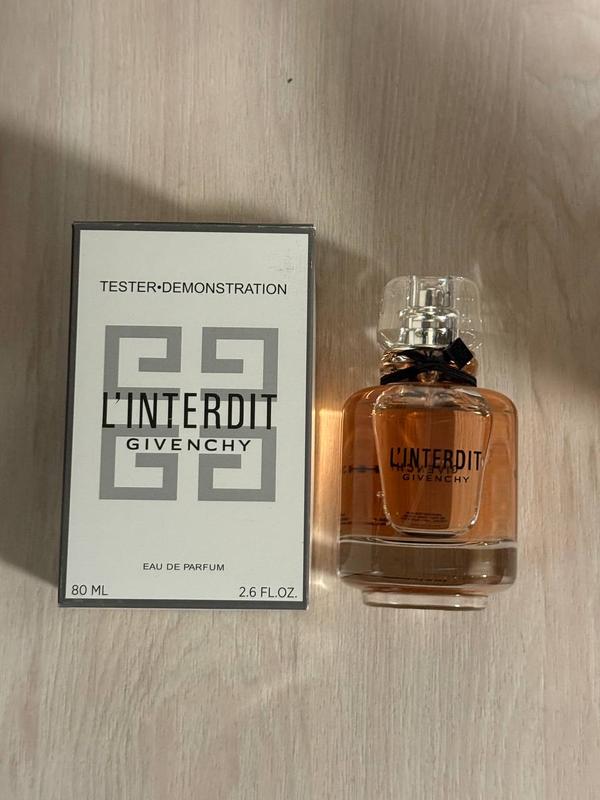 TESTER•DEMONSTRATION
L'INTERDIT
GIVENCHY
EAU DE PARFUM
80 ML 2.6 FL.OZ.
L'INTERDIT
GIVENCHY